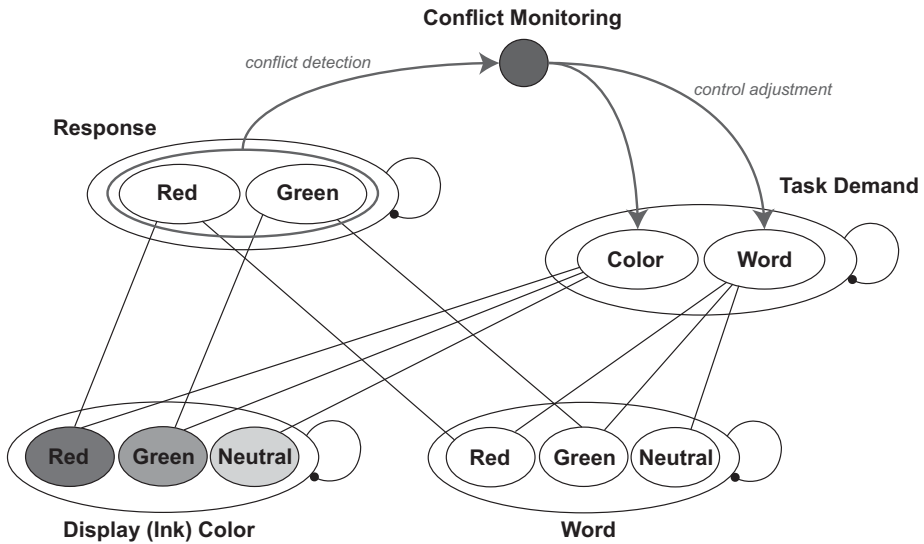 Conflict Monitoring
conflict detection
control adjustment
Response
Red
Green
Task Demand
Color
Word
Red
Green
Neutral
Red
Green
Neutral
Display (Ink) Color
Word